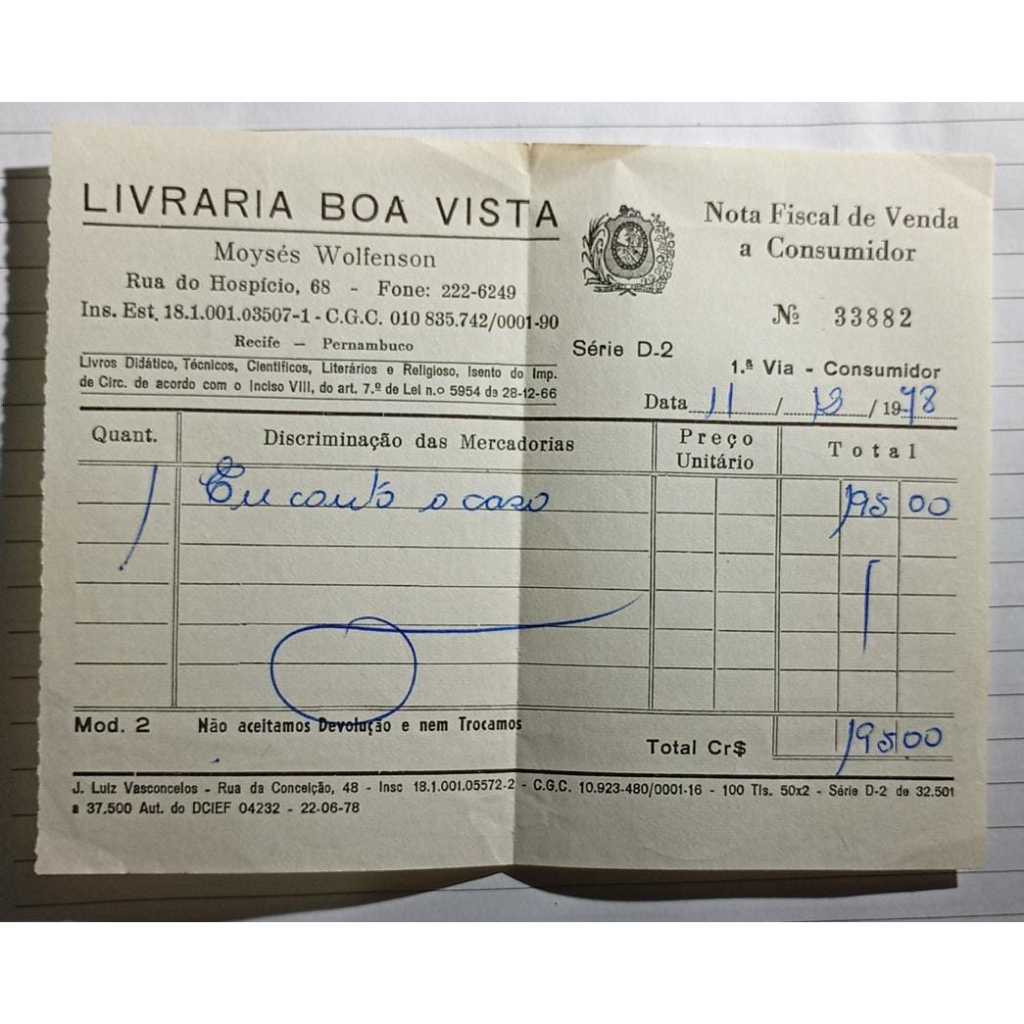 LIVRARIA BOA VISTA
Moysés Wolfenson
Rua do Hospício, 68 - Fone: 222-6249
Ins. Est. 18.1.001.03507-1 - C.G.C. 010 835.742/0001-90
Recife — Pernambuco
Livros Didático, Técnicos, Cientificos, Literários e Religioso, Isento do Imp.
de Circ. de acordo com o Inciso VIII, do art. 7.º de Lei n.o 5954 de 28-12-66
Nota Fiscal de Venda
a Consumidor
Nº 33882
Série D-2
1.ª Via - Consumidor
Data 11 / / 1978
Quant. Discriminação das Mercadorias Preço Unitário Total
1 Eu conto o caso 195 00
Mod. 2 Não aceitamos Devolução e nem Trocamos
Total Cr$ 195 00
J. Luiz Vasconcelos - Rua da Conceição, 48 - Insc 18.1.001.05572-2 - C.G.C. 10.923-480/0001-16 - 100 Tls. 50x2 - Série D-2 de 32.501
a 37.500 Aut. do DCIEF 04232 - 22-06-78